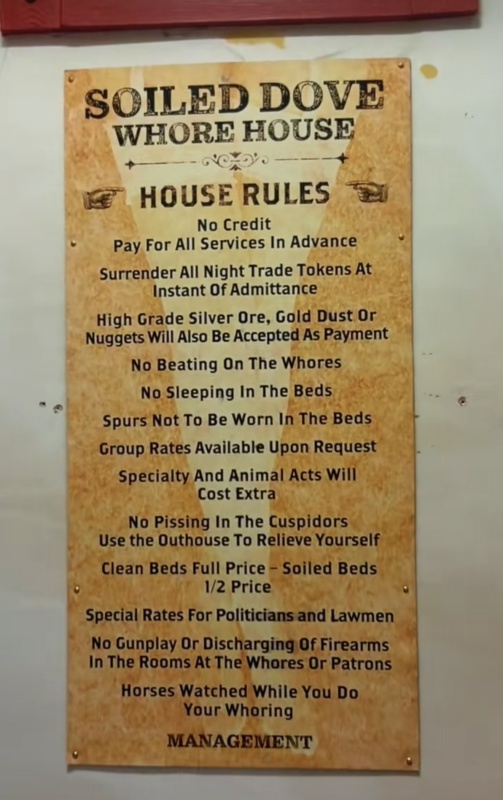 SOILED DOVE
WHORE HOUSE
HOUSE RULES
No Credit
Pay For All Services In Advance
Surrender All Night Trade Tokens At
Instant Of Admittance
High Grade Silver Ore, Gold Dust Or
Nuggets Will Also Be Accepted As Payment
No Beating On The Whores
No Sleeping In The Beds
Spurs Not To Be Worn In The Beds
Group Rates Available Upon Request
Specialty And Animal Acts Will
Cost Extra
No Pissing In The Cuspidors
Use the Outhouse To Relieve Yourself
Clean Beds Full Price – Soiled Beds
1/2 Price
Special Rates For Politicians and Lawmen
No Gunplay Or Discharging Of Firearms
In The Rooms At The Whores Or Patrons
Horses Watched While You Do
Your Whoring
MANAGEMENT